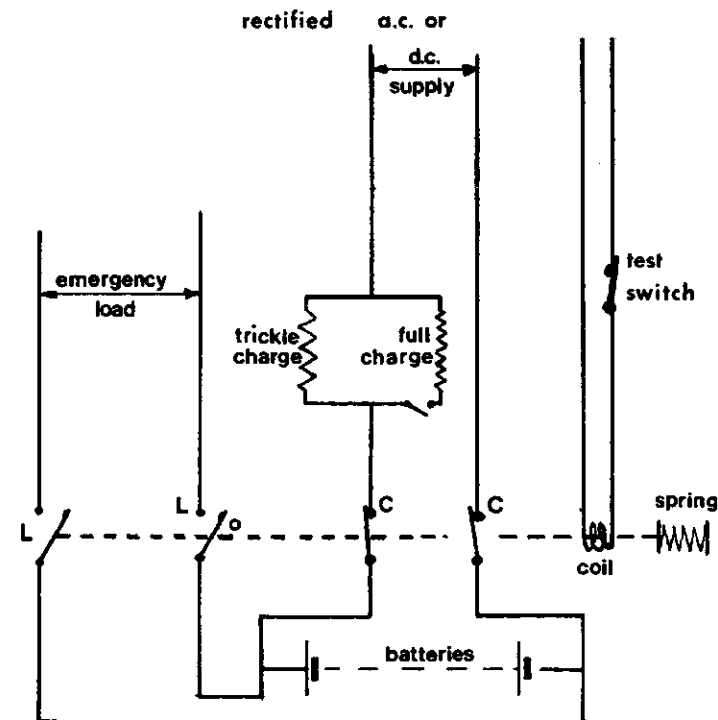 rectified a.c. or
d.c.
supply
emergency
load
test
switch
trickle
charge
full
charge
L
L
o
C
C
spring
coil
batteries